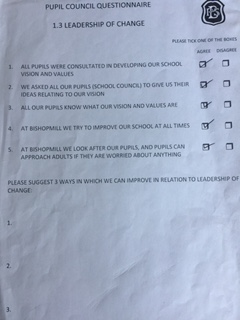 PUPIL COUNCIL QUESTIONNAIRE
1.3 LEADERSHIP OF CHANGE
PLEASE TICK ONE OF THE BOXES
AGREE DISAGREE
1. ALL PUPILS WERE CONSULTATED IN DEVELOPING OUR SCHOOL
VISION AND VALUES
2. WE ASKED ALL OUR PUPILS (SCHOOL COUNCIL) TO GIVE US THEIR
IDEAS RELATING TO OUR VISION
3. ALL OUR PUPILS KNOW WHAT OUR VISION AND VALUES ARE
4. AT BISHOPMILL WE TRY TO IMPROVE OUR SCHOOL AT ALL TIMES
5. AT BISHOPMILL WE LOOK AFTER OUR PUPILS, AND PUPILS CAN
APPROACH ADULTS IF THEY ARE WORRIED ABOUT ANYTHING
PLEASE SUGGEST 3 WAYS IN WHICH WE CAN IMPROVE IN RELATION TO LEADERSHIP OF
CHANGE:
1.
2.
3.